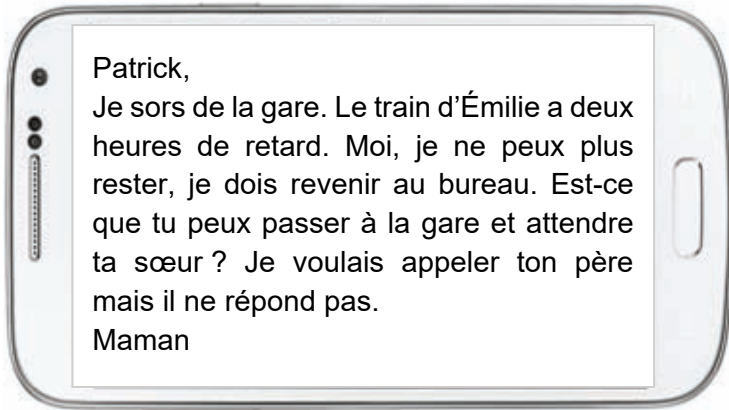 Patrick,
Je sors de la gare. Le train d’Émilie a deux
heures de retard. Moi, je ne peux plus
rester, je dois revenir au bureau. Est-ce
que tu peux passer à la gare et attendre
ta sœur ? Je voulais appeler ton père
mais il ne répond pas.
Maman